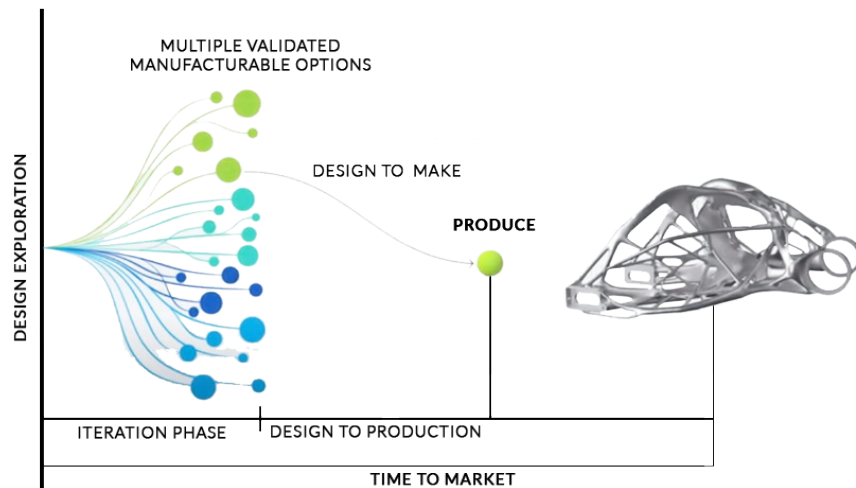 MULTIPLE VALIDATED
MANUFACTURABLE OPTIONS
DESIGN EXPLORATION
DESIGN TO MAKE
PRODUCE
ITERATION PHASE
DESIGN TO PRODUCTION
TIME TO MARKET